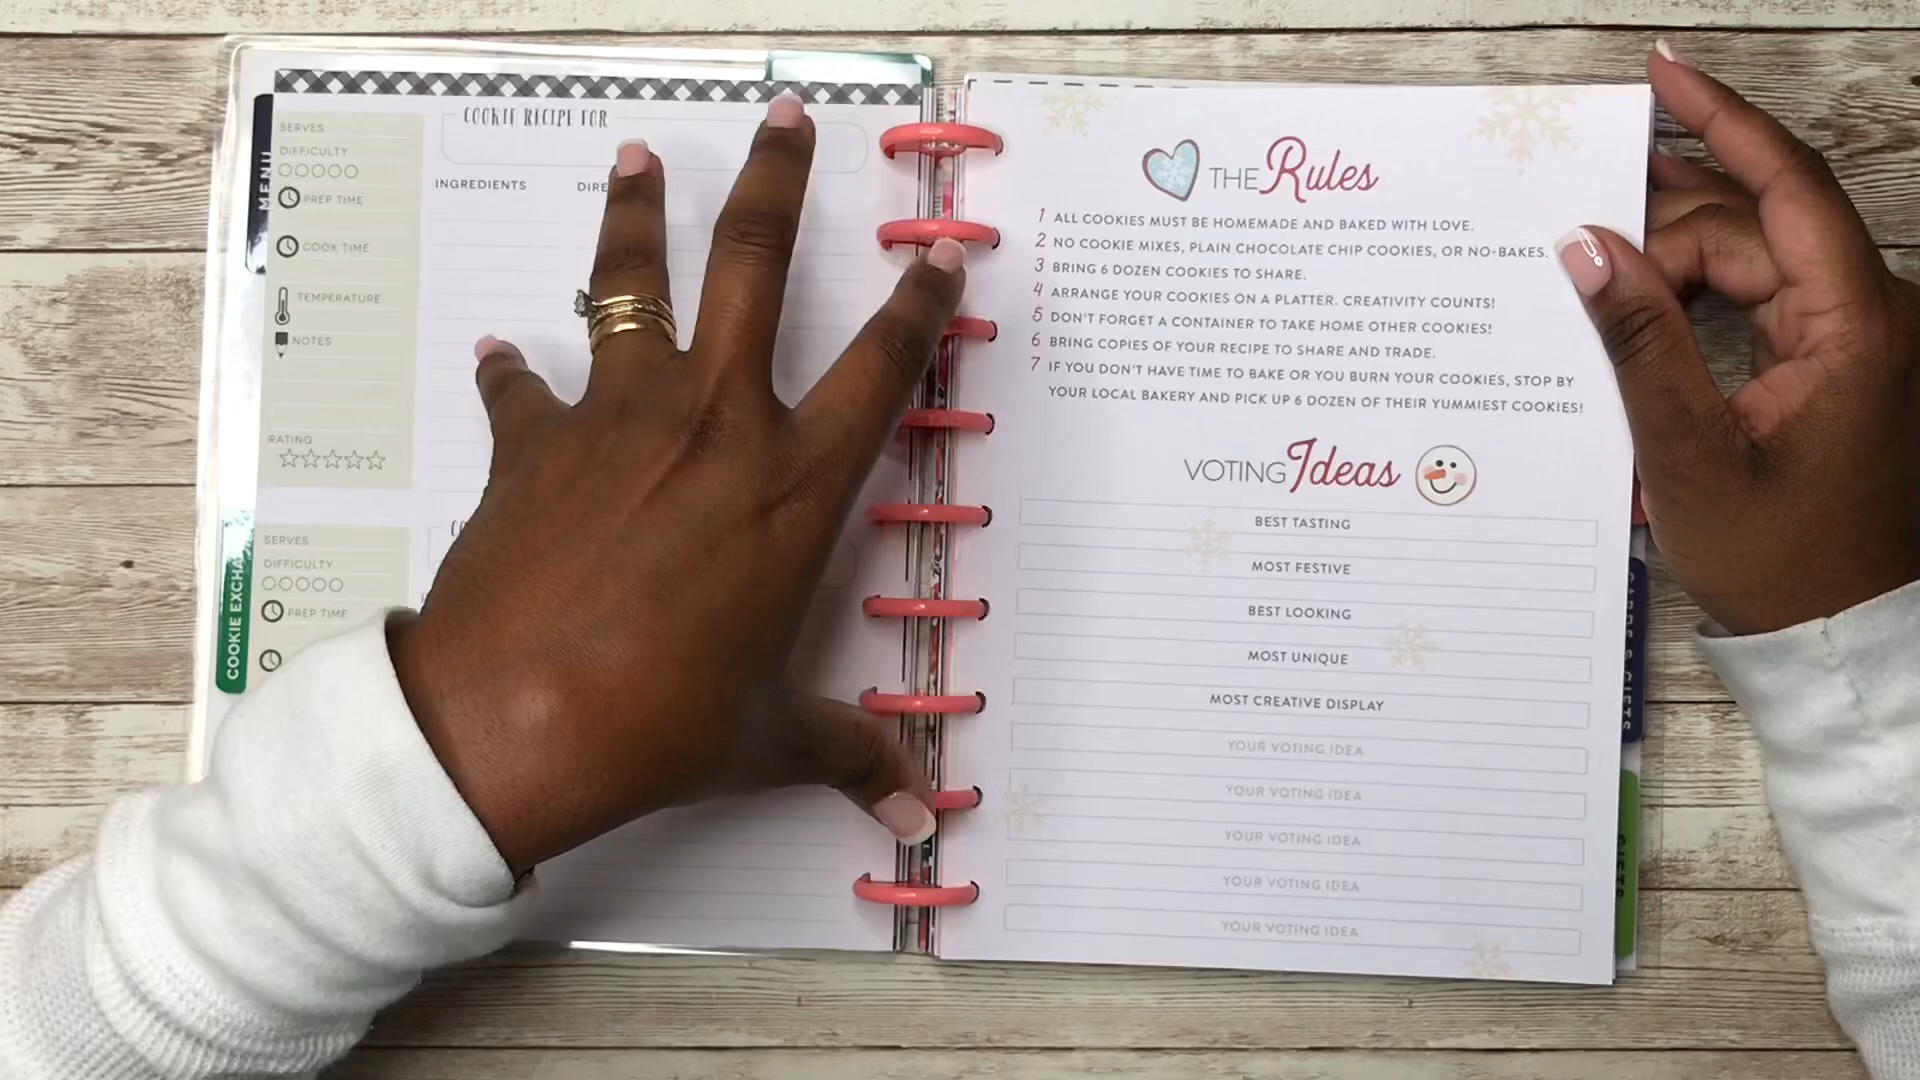 COOKIE RECIPE FOR
SERVES
DIFFICULTY
PREP TIME
COOK TIME
TEMPERATURE
NOTES
RATING
INGREDIENTS
MENU
SERVES
DIFFICULTY
PREP TIME
COOKIE
THE Rules
1 ALL COOKIES MUST BE HOMEMADE AND BAKED WITH LOVE.
2 NO COOKIE MIXES, PLAIN CHOCOLATE CHIP COOKIES, OR NO-BAKES.
3 BRING 6 DOZEN COOKIES TO SHARE.
4 ARRANGE YOUR COOKIES ON A PLATTER. CREATIVITY COUNTS!
5 DON'T FORGET A CONTAINER TO TAKE HOME OTHER COOKIES!
6 BRING COPIES OF YOUR RECIPE TO SHARE AND TRADE.
7 IF YOU DON'T HAVE TIME TO BAKE OR YOU BURN YOUR COOKIES, STOP BY
YOUR LOCAL BAKERY AND PICK UP 6 DOZEN OF THEIR YUMMIEST COOKIES!
VOTING Ideas
BEST TASTING
MOST FESTIVE
BEST LOOKING
MOST UNIQUE
MOST CREATIVE DISPLAY
YOUR VOTING IDEA
YOUR VOTING IDEA
YOUR VOTING IDEA
YOUR VOTING IDEA
YOUR VOTING IDEA
CARDS & GIFTS